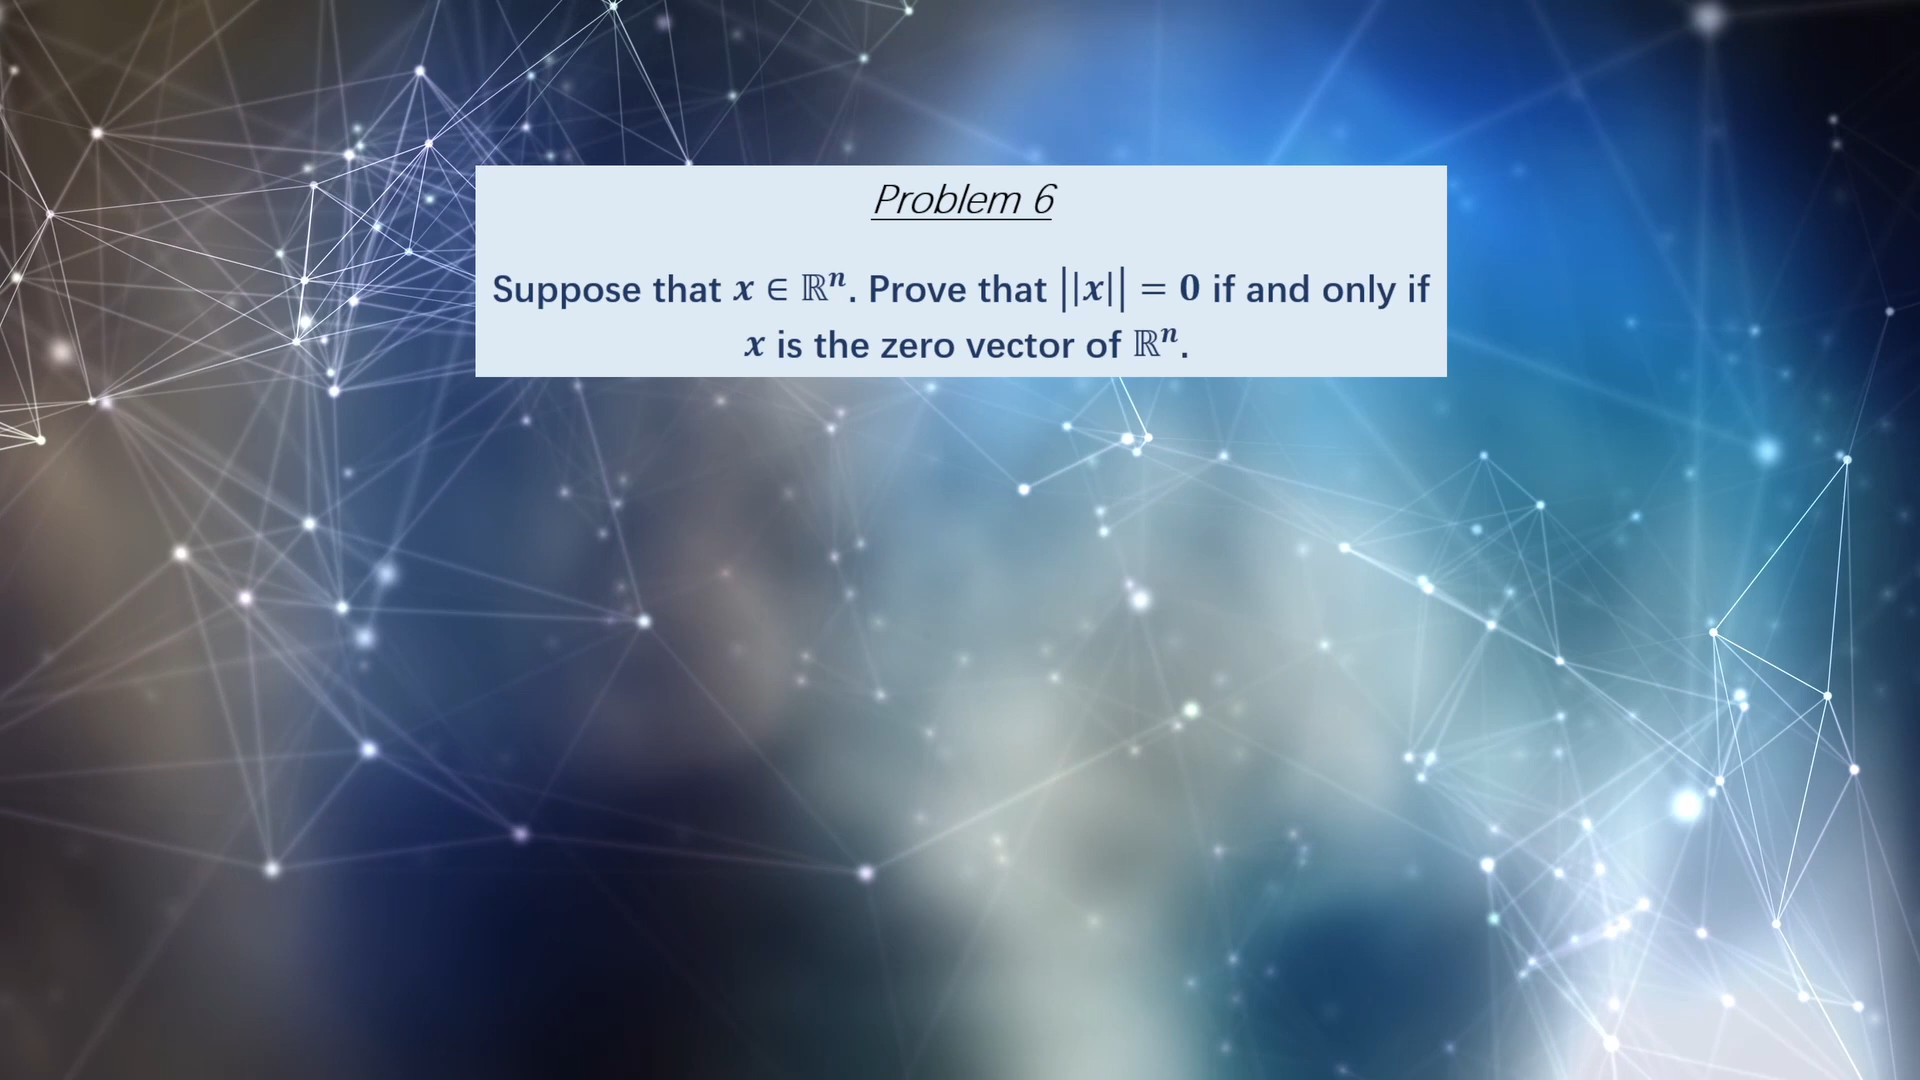 Problem 6
Suppose that 𝒙 ∈ ℝⁿ. Prove that ||𝒙|| = 𝟎 if and only if
𝒙 is the zero vector of ℝⁿ.